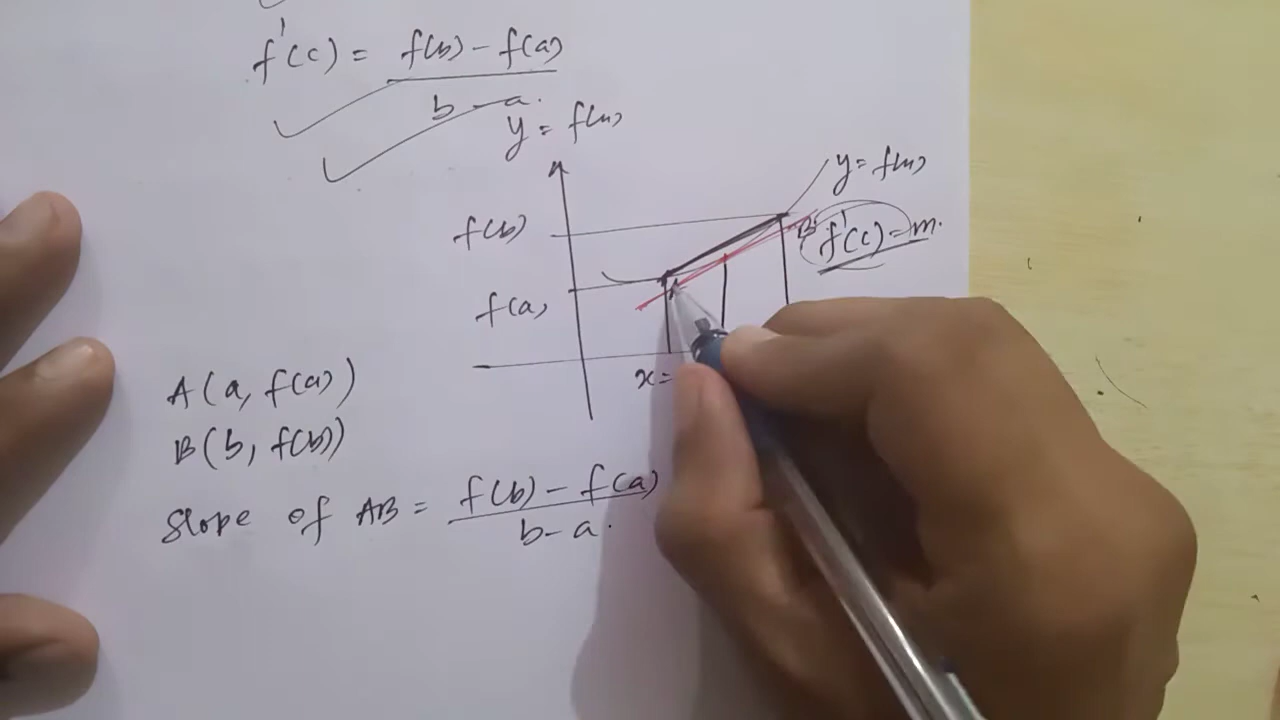 f'(c) = f(b) - f(a)
b - a.
y = f(x)
y = f(x)
f(b)
B
f'(c) = m.
f(a)
A
x =
A(a, f(a))
B(b, f(b))
Slope of AB = f(b) - f(a)
b - a.